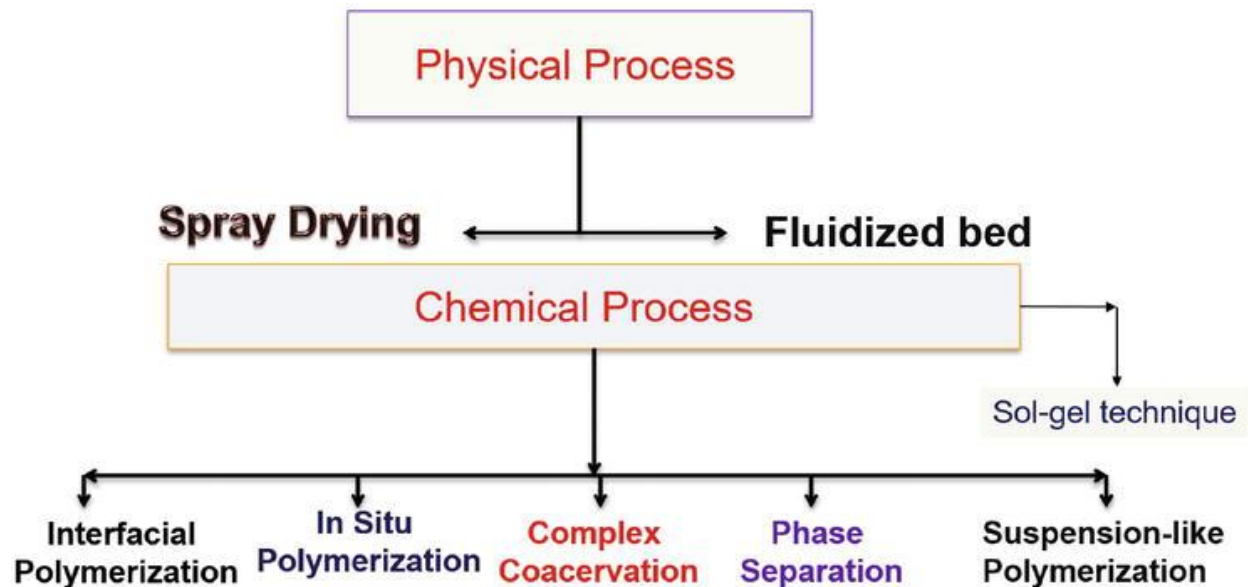 Physical Process
Spray Drying
Fluidized bed
Chemical Process
Sol-gel technique
Interfacial
Polymerization
In Situ
Polymerization
Complex
Coacervation
Phase
Separation
Suspension-like
Polymerization